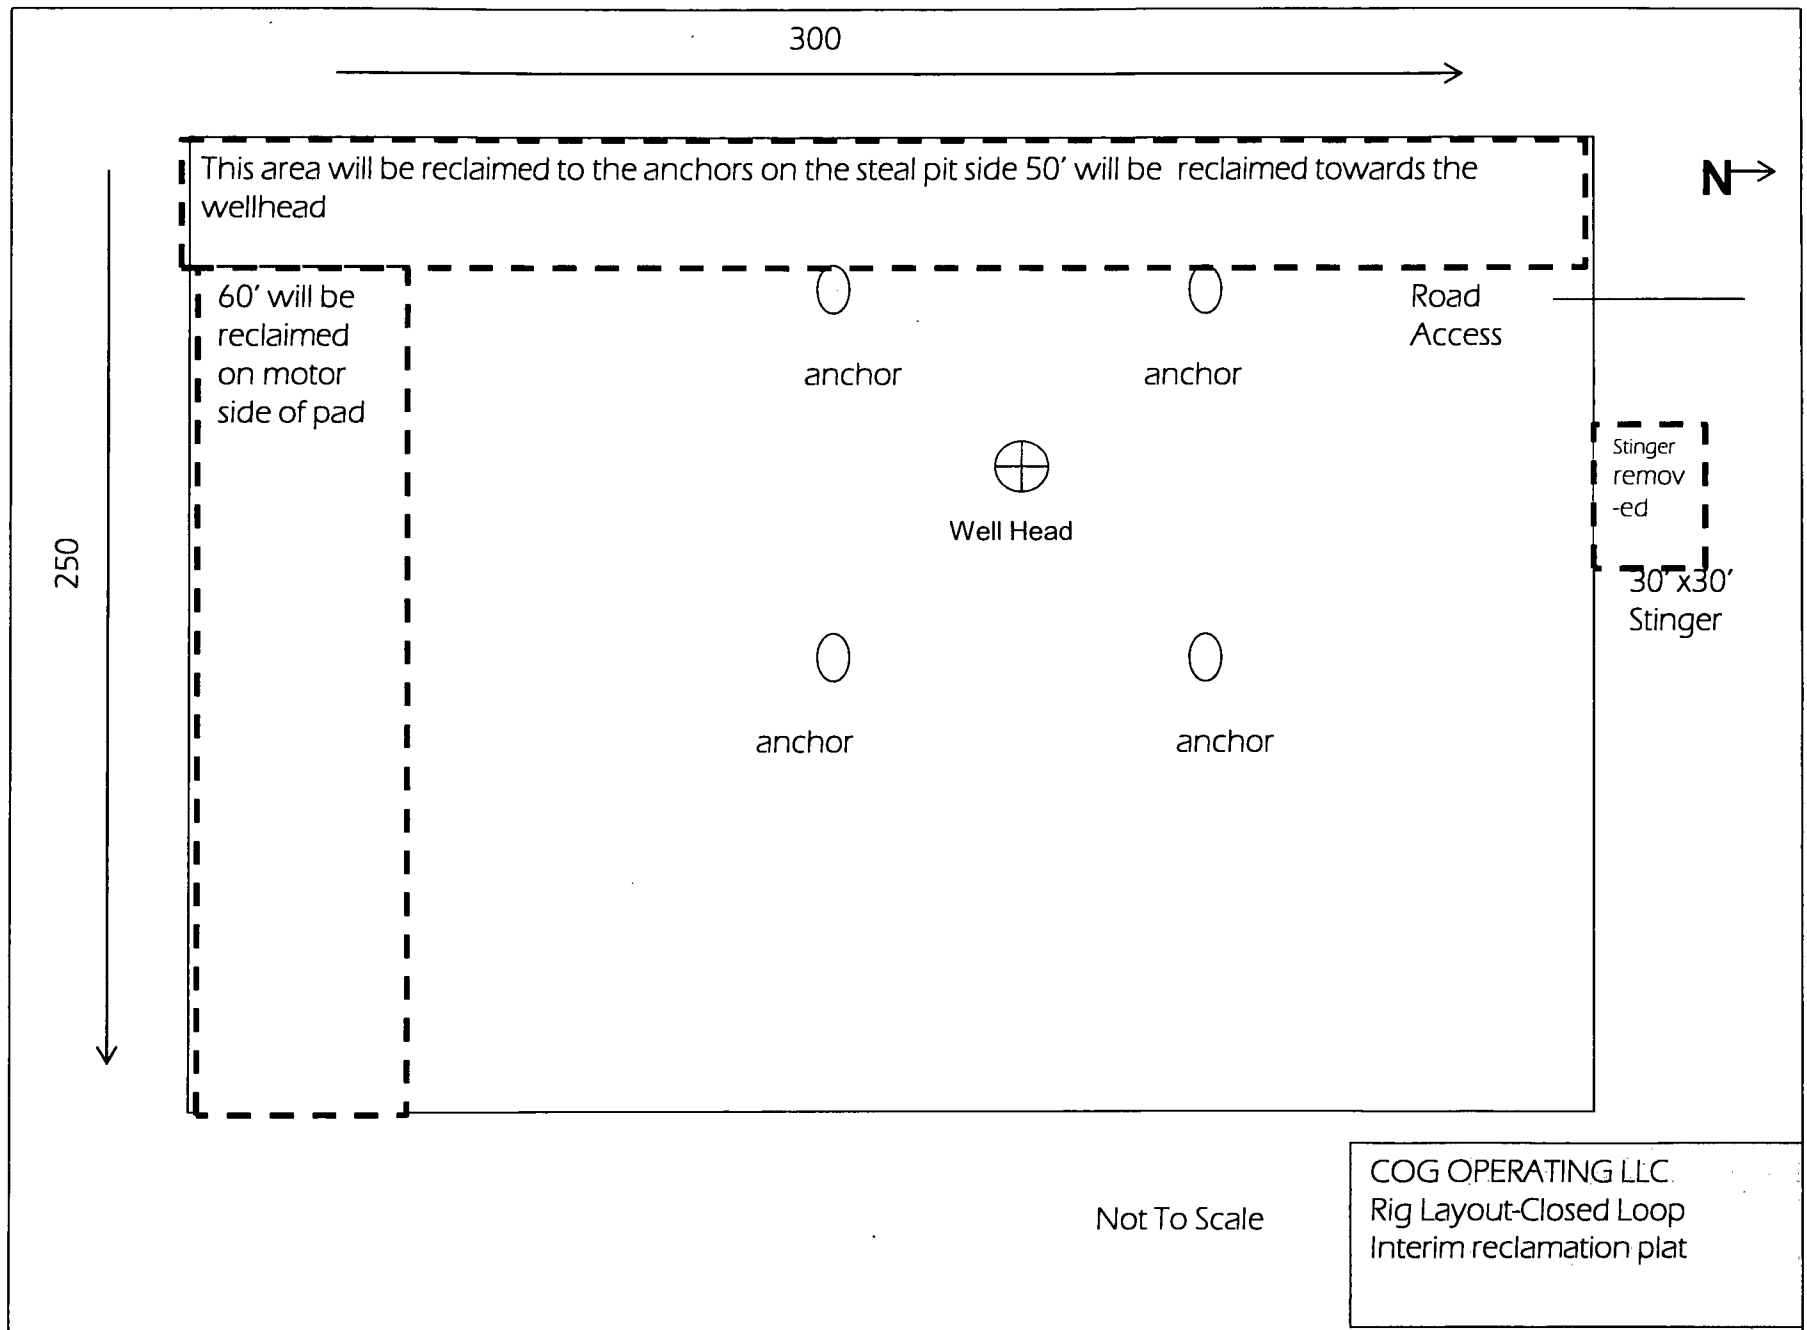 300
This area will be reclaimed to the anchors on the steal pit side 50' will be reclaimed towards the
wellhead
N
60' will be
reclaimed
on motor
side of pad
Road
Access
anchor
anchor
Stinger
remov
-ed
Well Head
250
30' x30'
Stinger
anchor
anchor
Not To Scale
COG OPERATING LLC
Rig Layout-Closed Loop
Interim reclamation plat